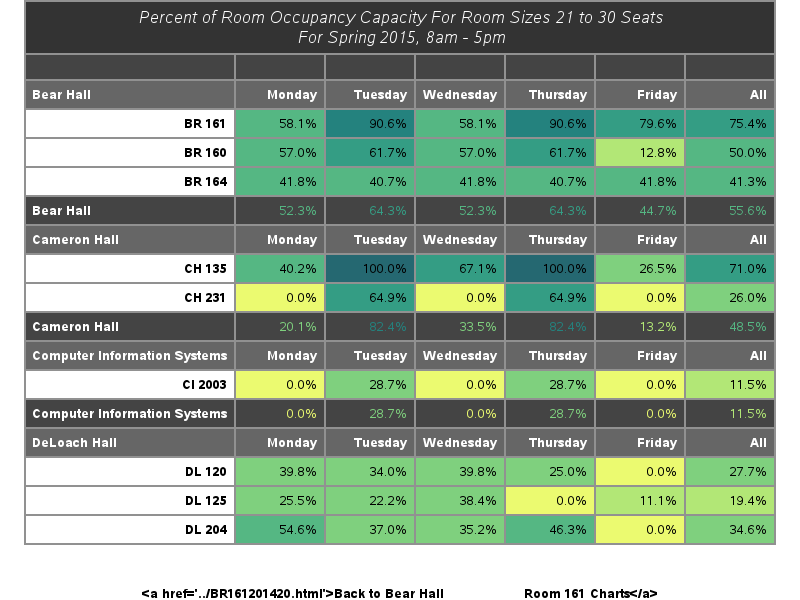 Percent of Room Occupancy Capacity For Room Sizes 21 to 30 Seats
For Spring 2015, 8am - 5pm
Bear Hall Monday Tuesday Wednesday Thursday Friday All
BR 161 58.1% 90.6% 58.1% 90.6% 79.6% 75.4%
BR 160 57.0% 61.7% 57.0% 61.7% 12.8% 50.0%
BR 164 41.8% 40.7% 41.8% 40.7% 41.8% 41.3%
Bear Hall 52.3% 64.3% 52.3% 64.3% 44.7% 55.6%
Cameron Hall Monday Tuesday Wednesday Thursday Friday All
CH 135 40.2% 100.0% 67.1% 100.0% 26.5% 71.0%
CH 231 0.0% 64.9% 0.0% 64.9% 0.0% 26.0%
Cameron Hall 20.1% 82.4% 33.5% 82.4% 13.2% 48.5%
Computer Information Systems Monday Tuesday Wednesday Thursday Friday All
CI 2003 0.0% 28.7% 0.0% 28.7% 0.0% 11.5%
Computer Information Systems 0.0% 28.7% 0.0% 28.7% 0.0% 11.5%
DeLoach Hall Monday Tuesday Wednesday Thursday Friday All
DL 120 39.8% 34.0% 39.8% 25.0% 0.0% 27.7%
DL 125 25.5% 22.2% 38.4% 0.0% 11.1% 19.4%
DL 204 54.6% 37.0% 35.2% 46.3% 0.0% 34.6%
<a href='../BR161201420.html'>Back to Bear Hall Room 161 Charts</a>